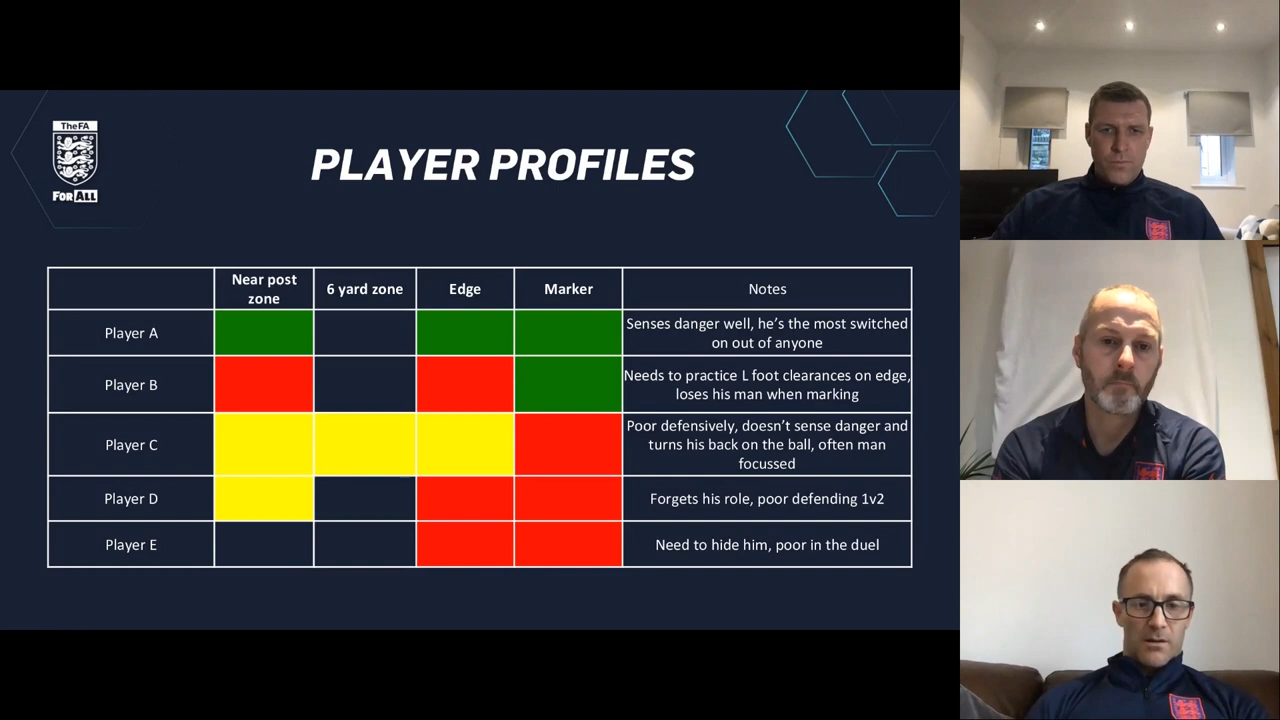 TheFA
FOR ALL
PLAYER PROFILES
Near post
zone
6 yard zone
Edge
Marker
Notes
Player A
Senses danger well, he’s the most switched
on out of anyone
Player B
Needs to practice L foot clearances on edge,
loses his man when marking
Player C
Poor defensively, doesn’t sense danger and
turns his back on the ball, often man
focussed
Player D
Forgets his role, poor defending 1v2
Player E
Need to hide him, poor in the duel